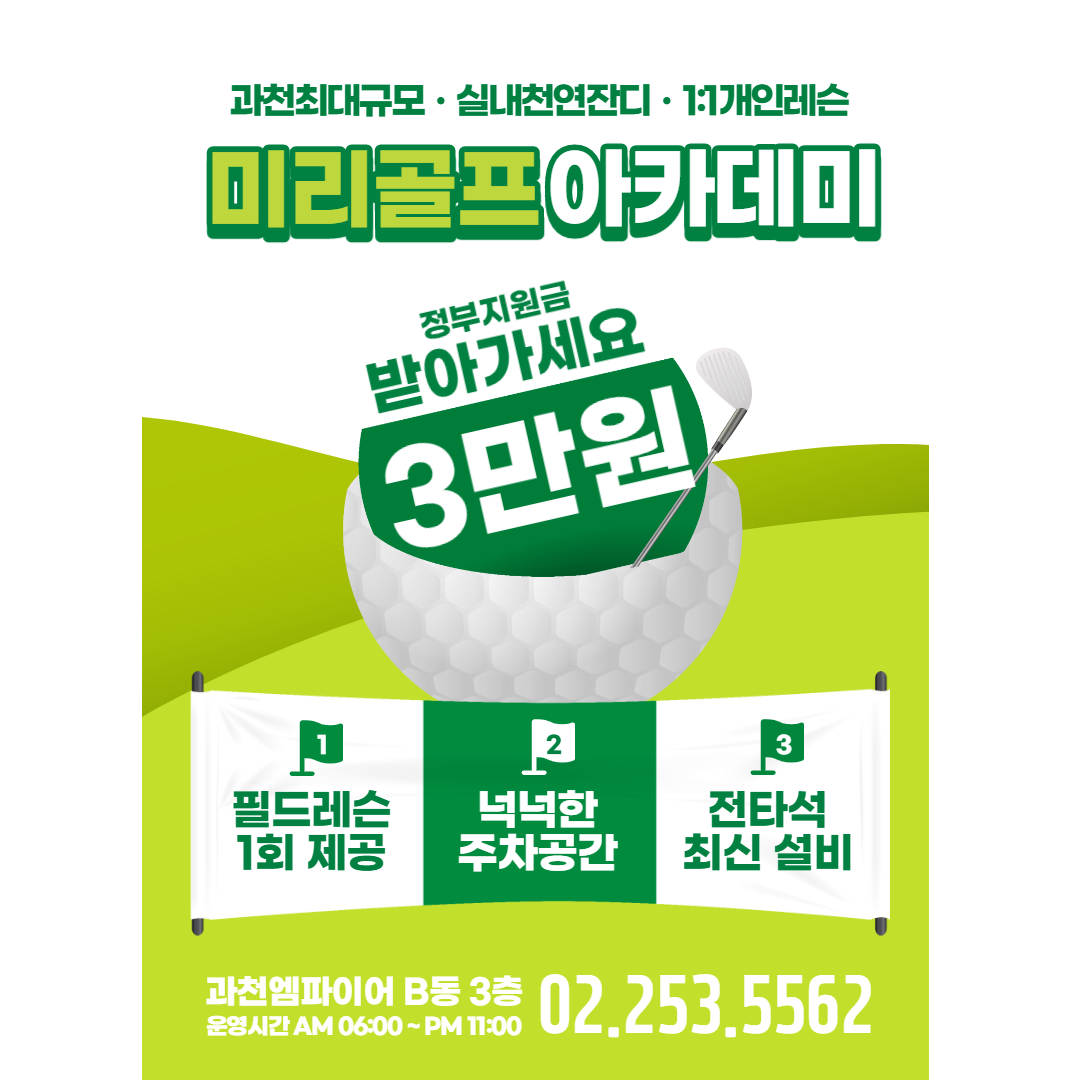 과천최대규모 · 실내천연잔디 · 1:1개인레슨
미리골프아카데미
정부지원금
받아가세요
3만원
1
필드레슨
1회 제공
2
넉넉한
주차공간
3
전타석
최신 설비
과천엠파이어 B동 3층
운영시간 AM 06:00 ~ PM 11:00
02.253.5562